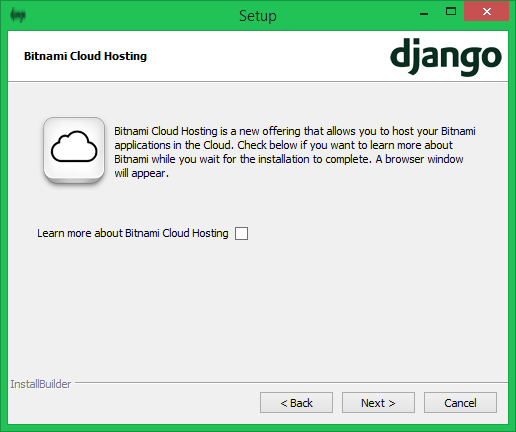 Setup
Bitnami Cloud Hosting
django
Bitnami Cloud Hosting is a new offering that allows you to host your Bitnami
applications in the Cloud. Check below if you want to learn more about
Bitnami while you wait for the installation to complete. A browser window
will appear.
Learn more about Bitnami Cloud Hosting
InstallBuilder
< Back
Next >
Cancel